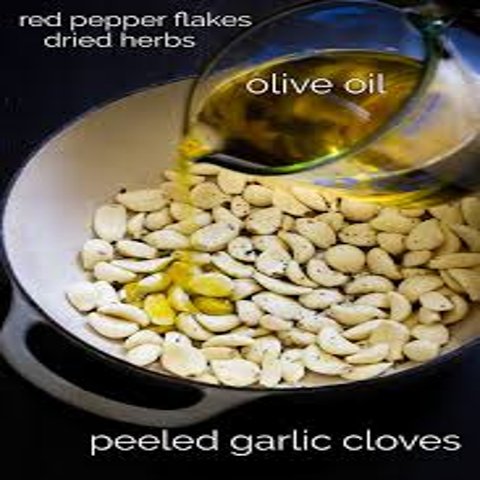 red pepper flakes
dried herbs
olive oil
peeled garlic cloves